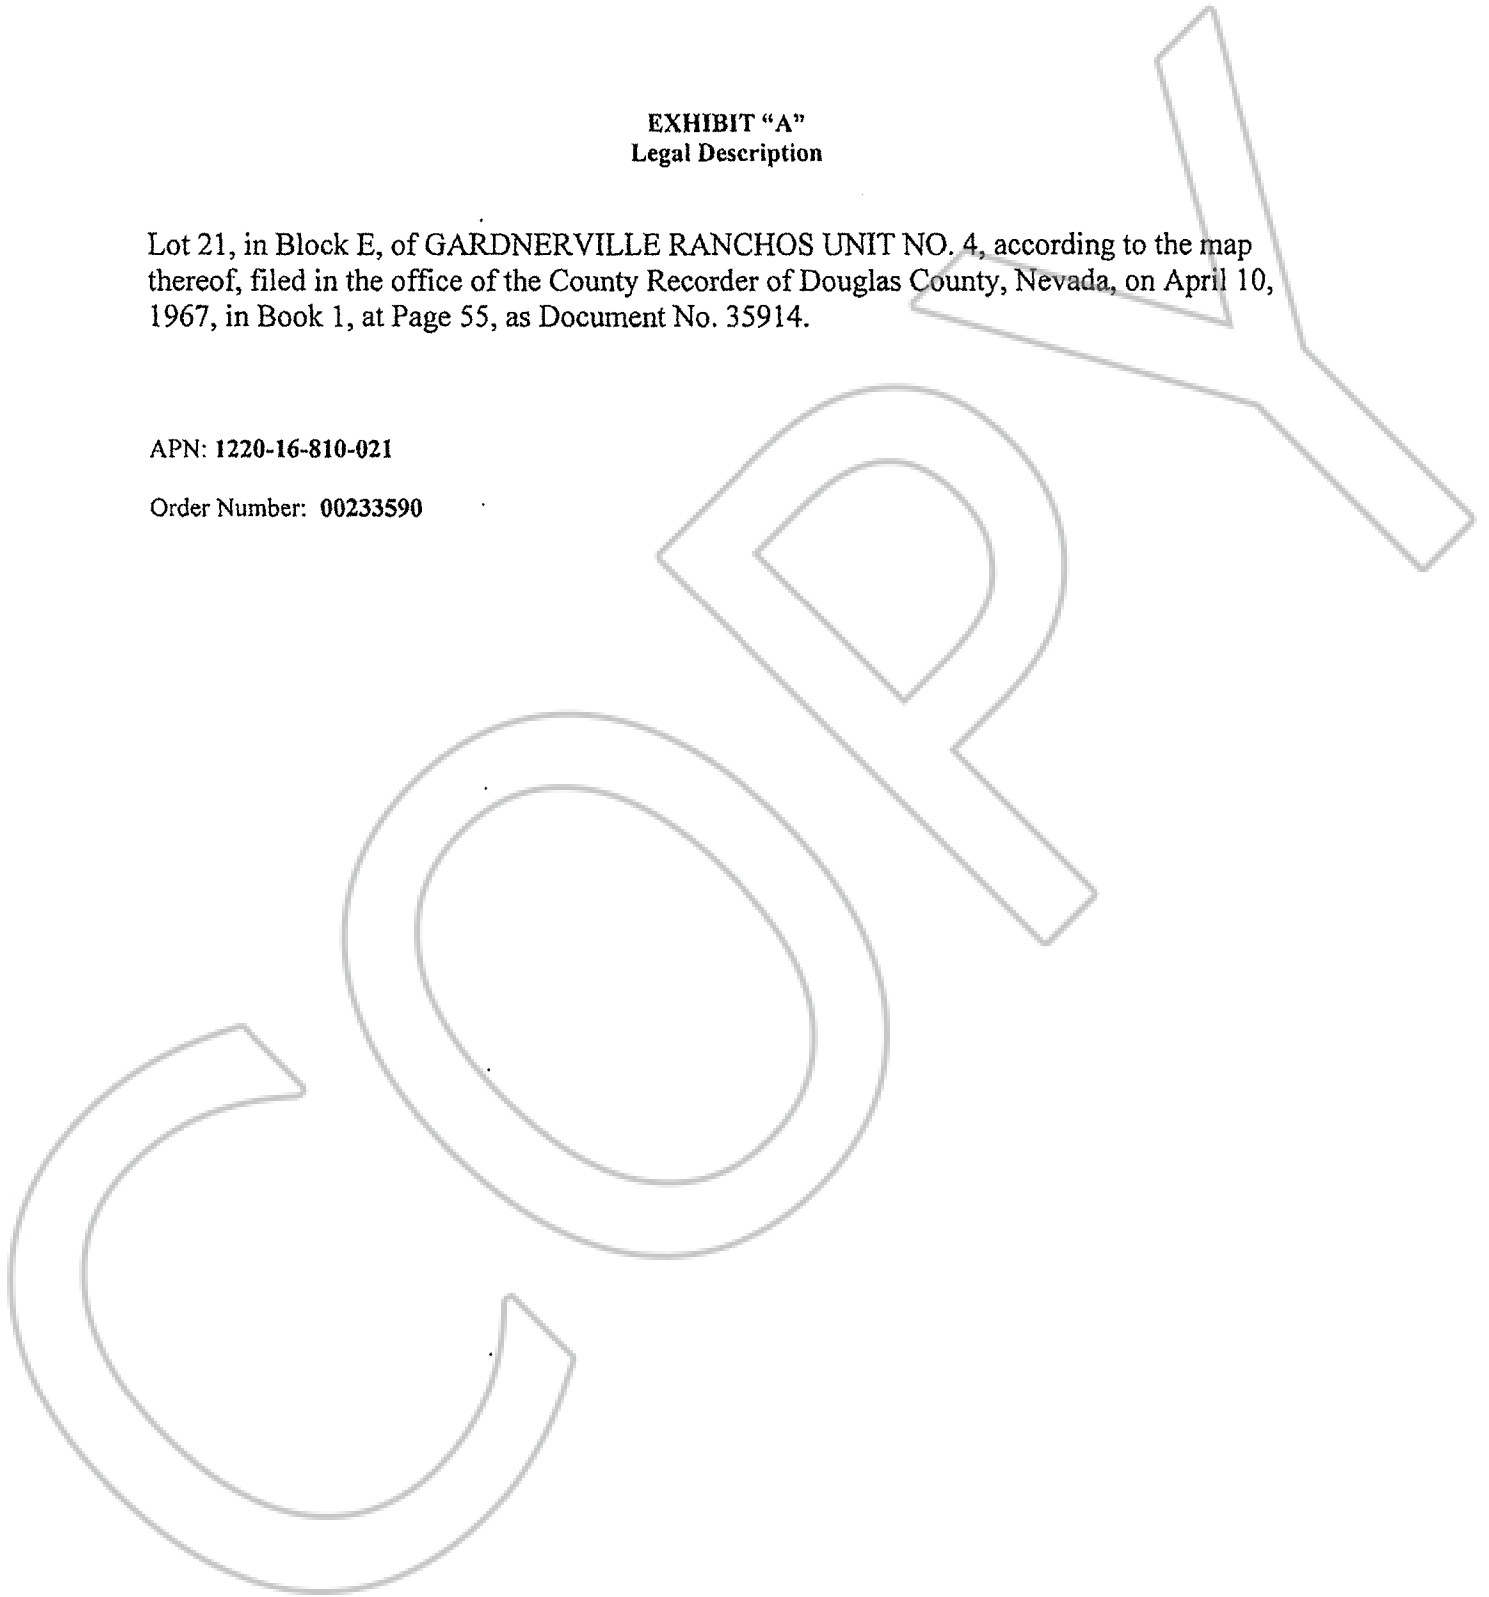 EXHIBIT “A”
Legal Description
Lot 21, in Block E, of GARDNERVILLE RANCHOS UNIT NO. 4, according to the map
thereof, filed in the office of the County Recorder of Douglas County, Nevada, on April 10,
1967, in Book 1, at Page 55, as Document No. 35914.
APN: 1220-16-810-021
Order Number: 00233590
COPY